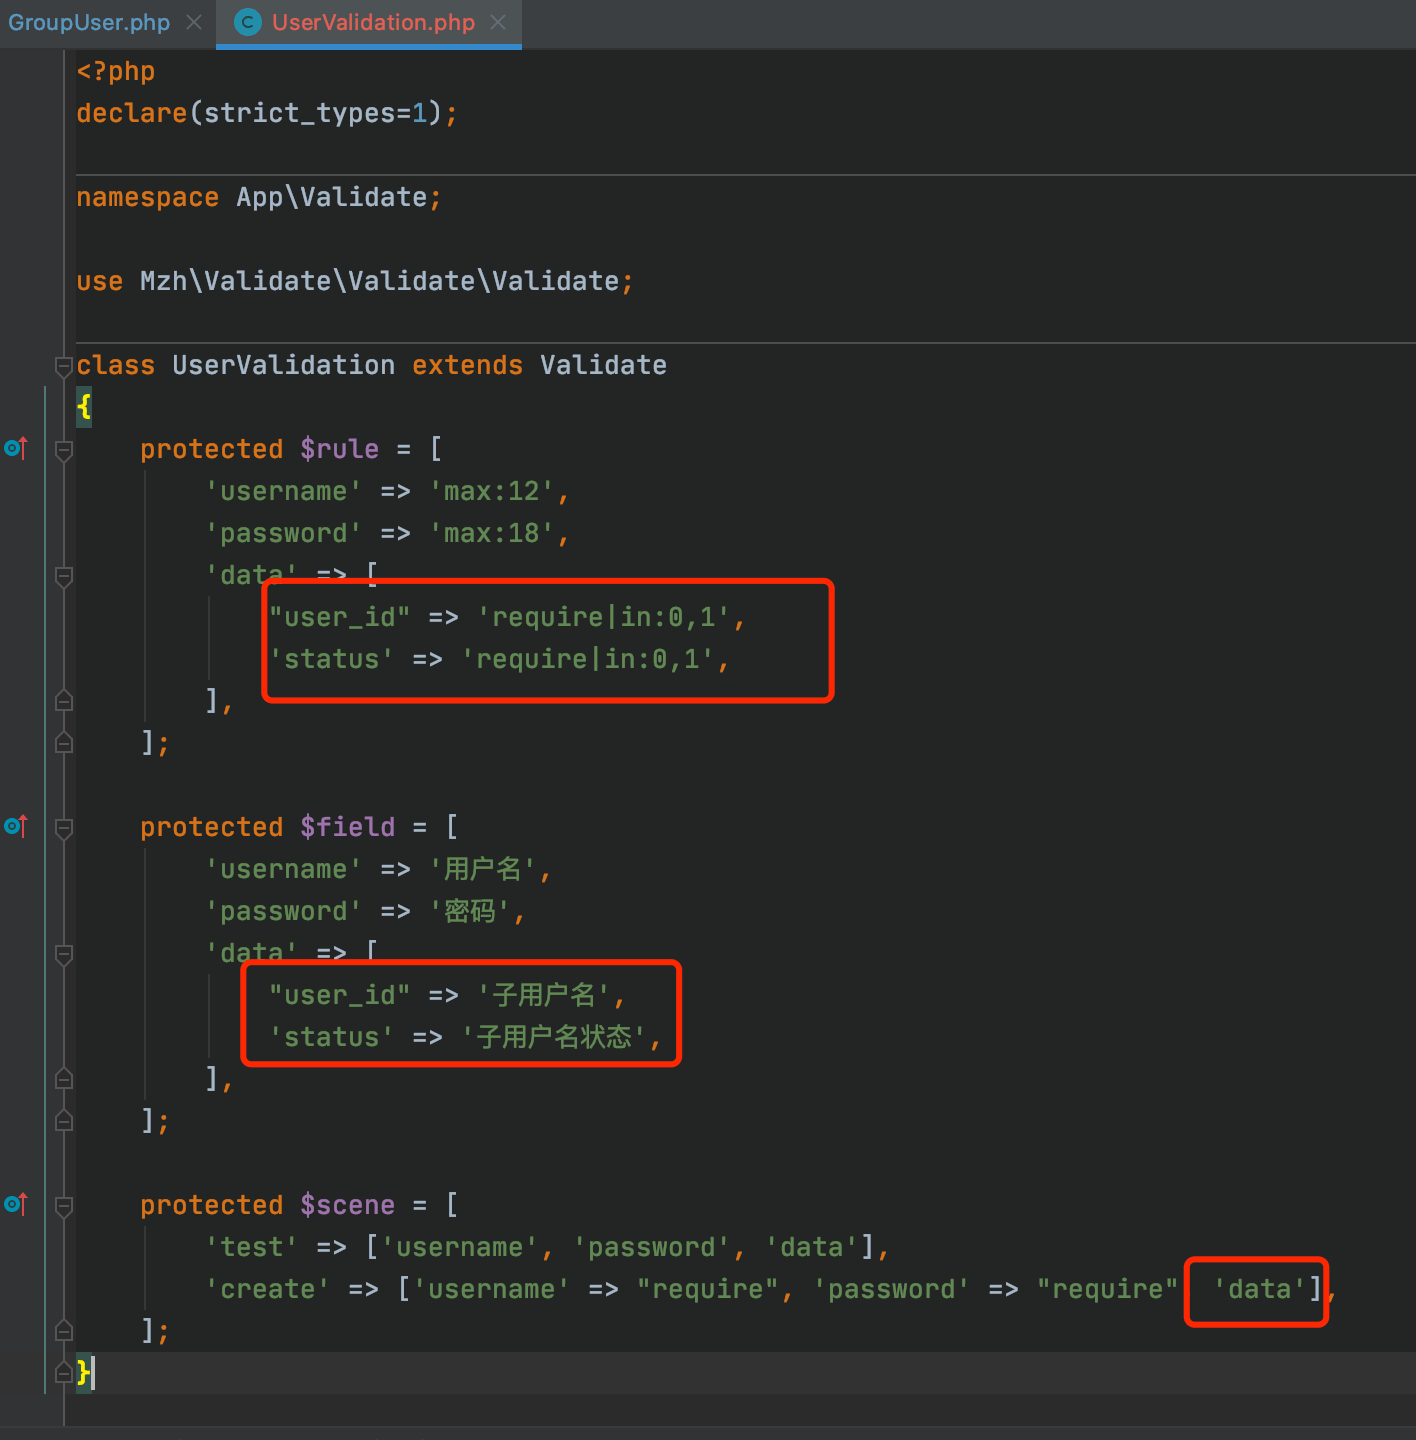 GroupUser.php UserValidation.php
<?php
declare(strict_types=1);
namespace App\Validate;
use Mzh\Validate\Validate\Validate;
class UserValidation extends Validate
{
protected $rule = [
'username' => 'max:12',
'password' => 'max:18',
'data' => [
"user_id" => 'require|in:0,1',
'status' => 'require|in:0,1',
],
];
protected $field = [
'username' => '用户名',
'password' => '密码',
'data' => [
"user_id" => '子用户名',
'status' => '子用户名状态',
],
];
protected $scene = [
'test' => ['username', 'password', 'data'],
'create' => ['username' => "require", 'password' => "require" 'data'],
];
}